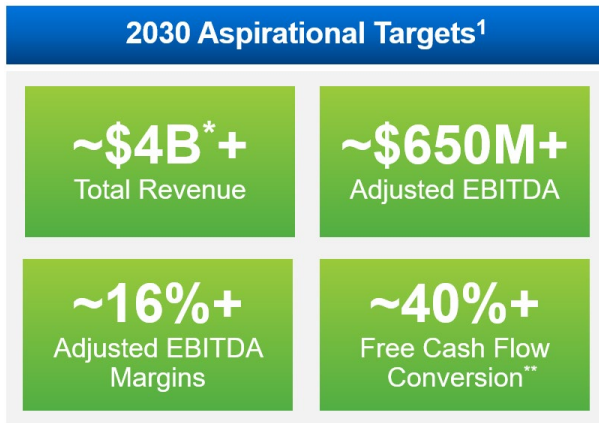 2030 Aspirational Targets¹
~$4B*+
Total Revenue
~$650M+
Adjusted EBITDA
~16%+
Adjusted EBITDA
Margins
~40%+
Free Cash Flow
Conversion**